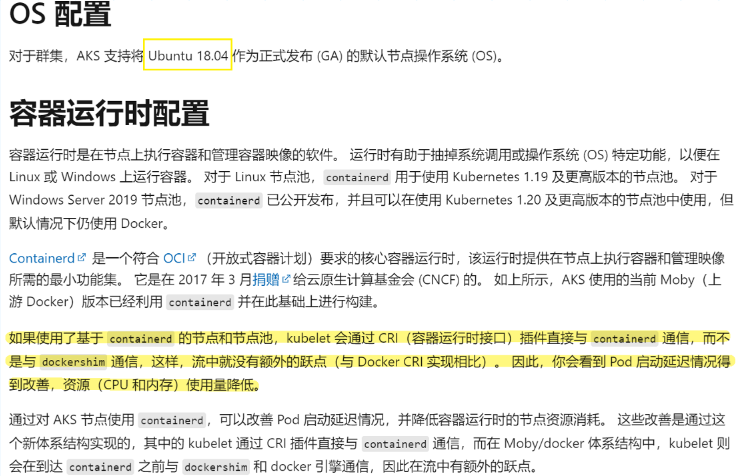 OS 配置
对于群集，AKS 支持将 Ubuntu 18.04 作为正式发布 (GA) 的默认节点操作系统 (OS)。
容器运行时配置
容器运行时是在节点上执行容器和管理容器映像的软件。 运行时有助于抽掉系统调用或操作系统 (OS) 特定功能，以便在
Linux 或 Windows 上运行容器。 对于 Linux 节点池，containerd 用于使用 Kubernetes 1.19 及更高版本的节点池。 对于
Windows Server 2019 节点池，containerd 已公开发布，并且可以在使用 Kubernetes 1.20 及更高版本的节点池中使用，但
默认情况下仍使用 Docker。
Containerd 是一个符合 OCI （开放式容器计划）要求的核心容器运行时，该运行时提供在节点上执行容器和管理映像
所需的最小功能集。 它是在 2017 年 3 月捐赠 给云原生计算基金会 (CNCF) 的。 如上所示，AKS 使用的当前 Moby（上
游 Docker）版本已经利用 containerd 并在此基础上进行构建。
如果使用了基于 containerd 的节点和节点池，kubelet 会通过 CRI（容器运行时接口）插件直接与 containerd 通信，而不
是与 dockershim 通信，这样，流中就没有额外的跃点（与 Docker CRI 实现相比）。 因此，你会看到 Pod 启动延迟情况得
到改善，资源（CPU 和内存）使用量降低。
通过对 AKS 节点使用 containerd，可以改善 Pod 启动延迟情况，并降低容器运行时的节点资源消耗。 这些改善是通过这
个新体系结构实现的，其中的 kubelet 通过 CRI 插件直接与 containerd 通信，而在 Moby/docker 体系结构中，kubelet 则
会在到达 containerd 之前与 dockershim 和 docker 引擎通信，因此在流中有额外的跃点。